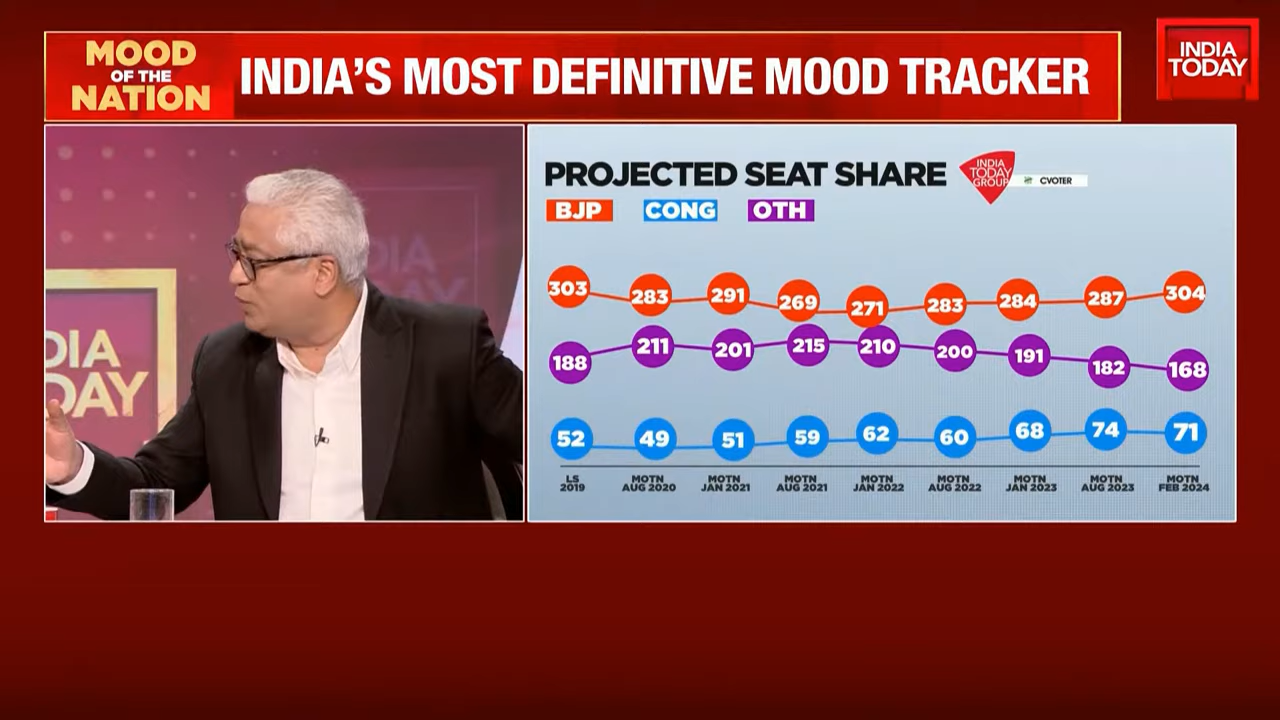 MOOD
OF THE
NATION
INDIA'S MOST DEFINITIVE MOOD TRACKER
INDIA
TODAY
DIA
DAY
DIA
AY
PROJECTED SEAT SHARE
INDIA
TODAY
GROUP
CVOTER
BJP CONG OTH
303 283 291 269 271 283 284 287 304
188 211 201 215 210 200 191 182 168
52 49 51 59 62 60 68 74 71
LS MOTN MOTN MOTN MOTN MOTN MOTN MOTN MOTN
2019 AUG 2020 JAN 2021 AUG 2021 JAN 2022 AUG 2022 JAN 2023 AUG 2023 FEB 2024